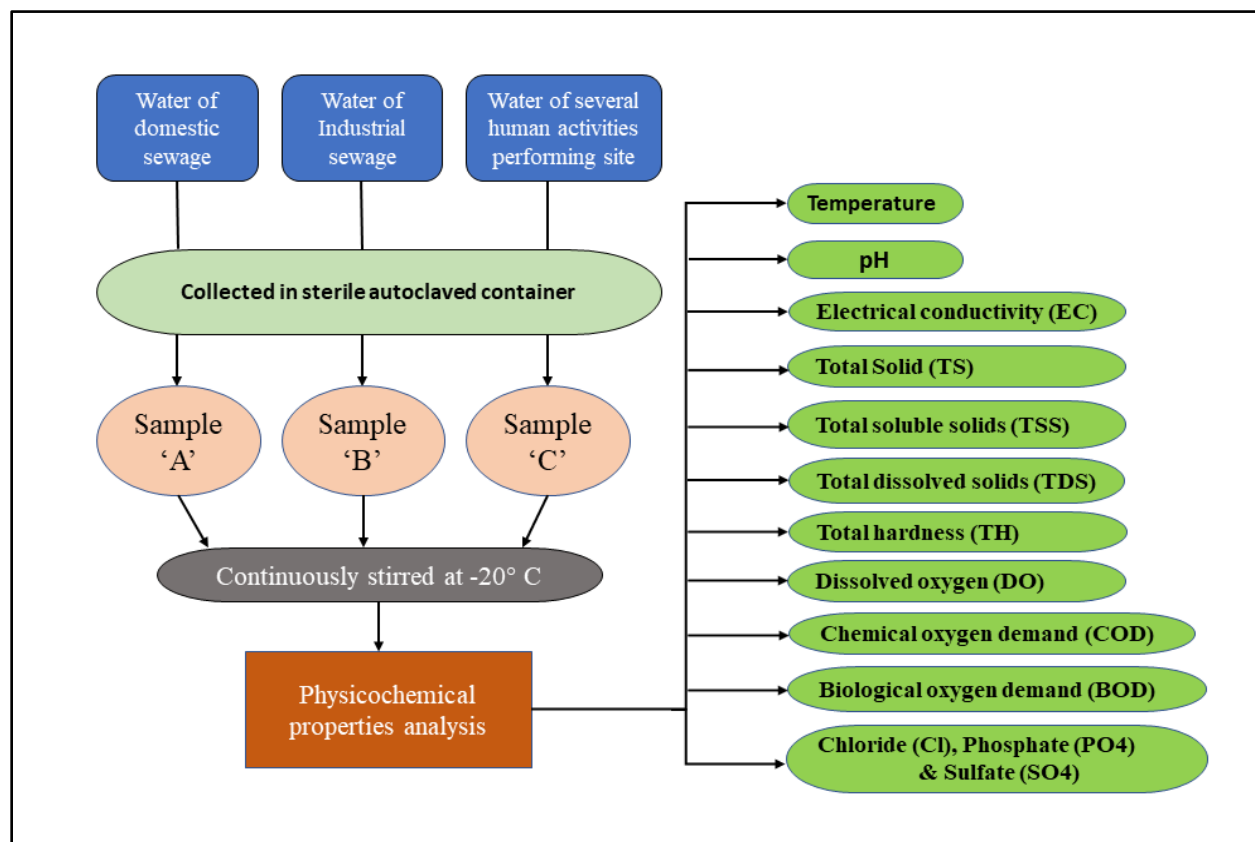 Water of
domestic
sewage
Water of
Industrial
sewage
Water of several
human activities
performing site
Collected in sterile autoclaved container
Sample
‘A’
Sample
‘B’
Sample
‘C’
Continuously stirred at -20° C
Physicochemical
properties analysis
Temperature
pH
Electrical conductivity (EC)
Total Solid (TS)
Total soluble solids (TSS)
Total dissolved solids (TDS)
Total hardness (TH)
Dissolved oxygen (DO)
Chemical oxygen demand (COD)
Biological oxygen demand (BOD)
Chloride (Cl), Phosphate (PO4)
& Sulfate (SO4)